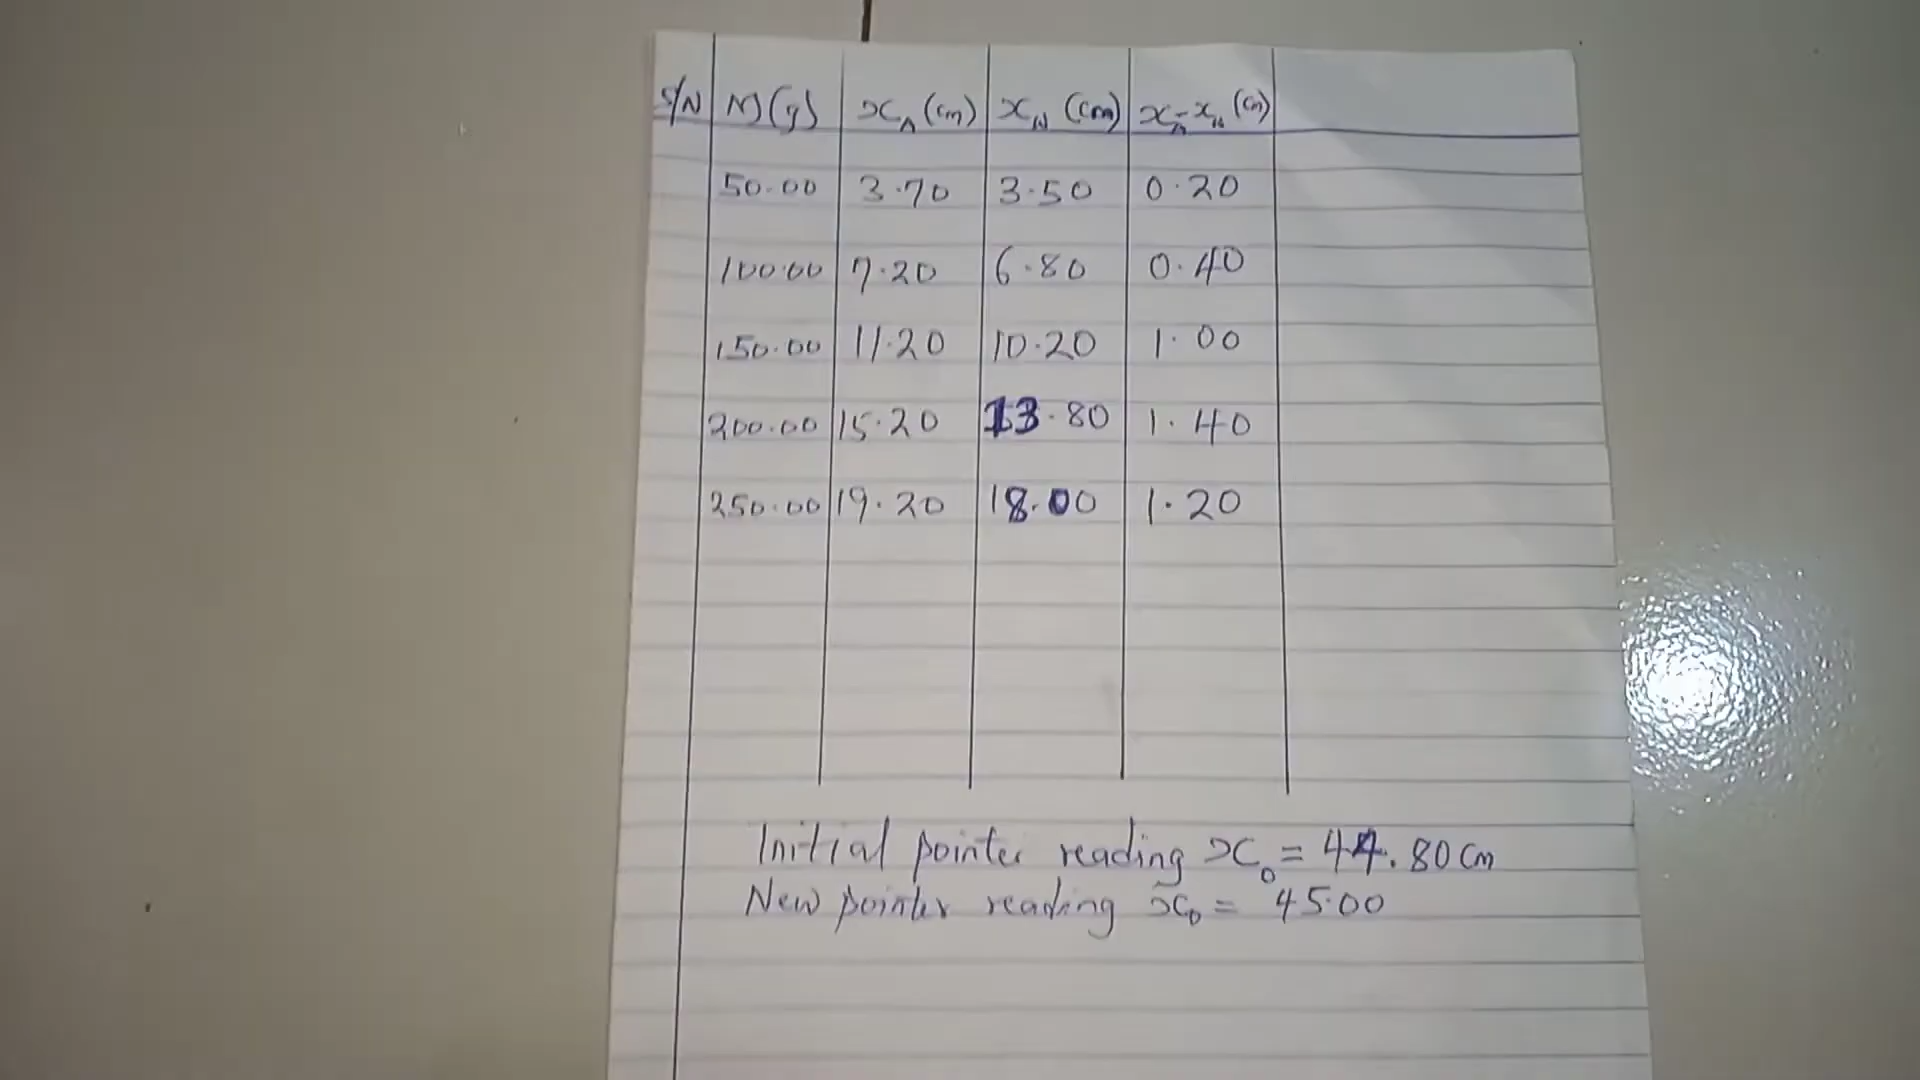 S/N M(g) xA (cm) xW (cm) xA-xW (cm)
50.00 3.70 3.50 0.20
100.00 7.20 6.80 0.40
150.00 11.20 10.20 1.00
200.00 15.20 13.80 1.40
250.00 19.20 18.00 1.20
Initial pointer reading x0 = 44.80 cm
New pointer reading x0 = 45.00